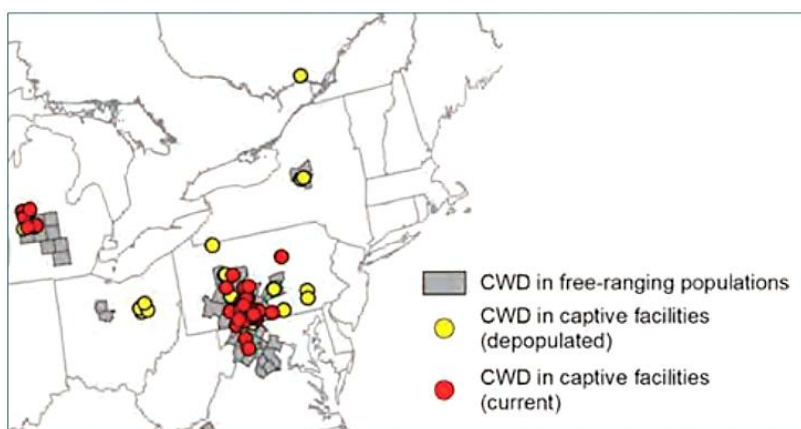 CWD in free-ranging populations
CWD in captive facilities
(depopulated)
CWD in captive facilities
(current)